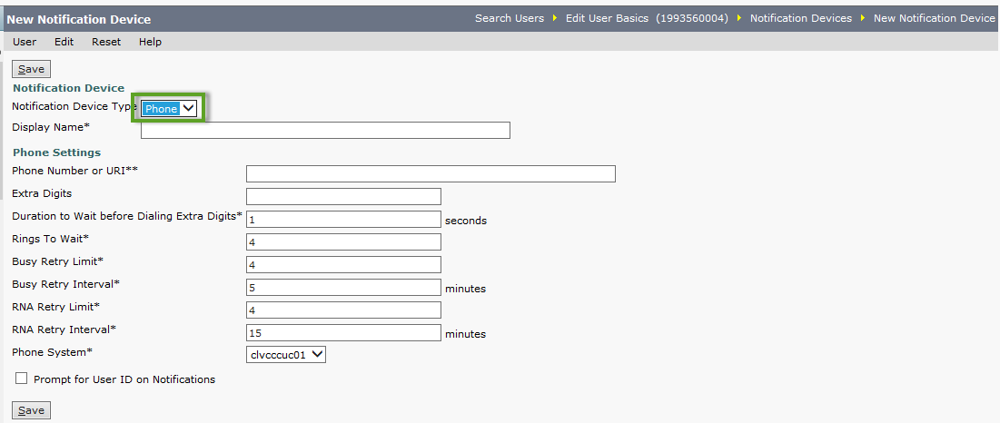 New Notification Device Search Users Edit User Basics (1993560004) Notification Devices New Notification Device
User Edit Reset Help
Save
Notification Device
Notification Device Type Phone
Display Name*
Phone Settings
Phone Number or URI**
Extra Digits
Duration to Wait before Dialing Extra Digits* 1 seconds
Rings To Wait* 4
Busy Retry Limit* 4
Busy Retry Interval* 5 minutes
RNA Retry Limit* 4
RNA Retry Interval* 15 minutes
Phone System* clvcccuc01
Prompt for User ID on Notifications
Save